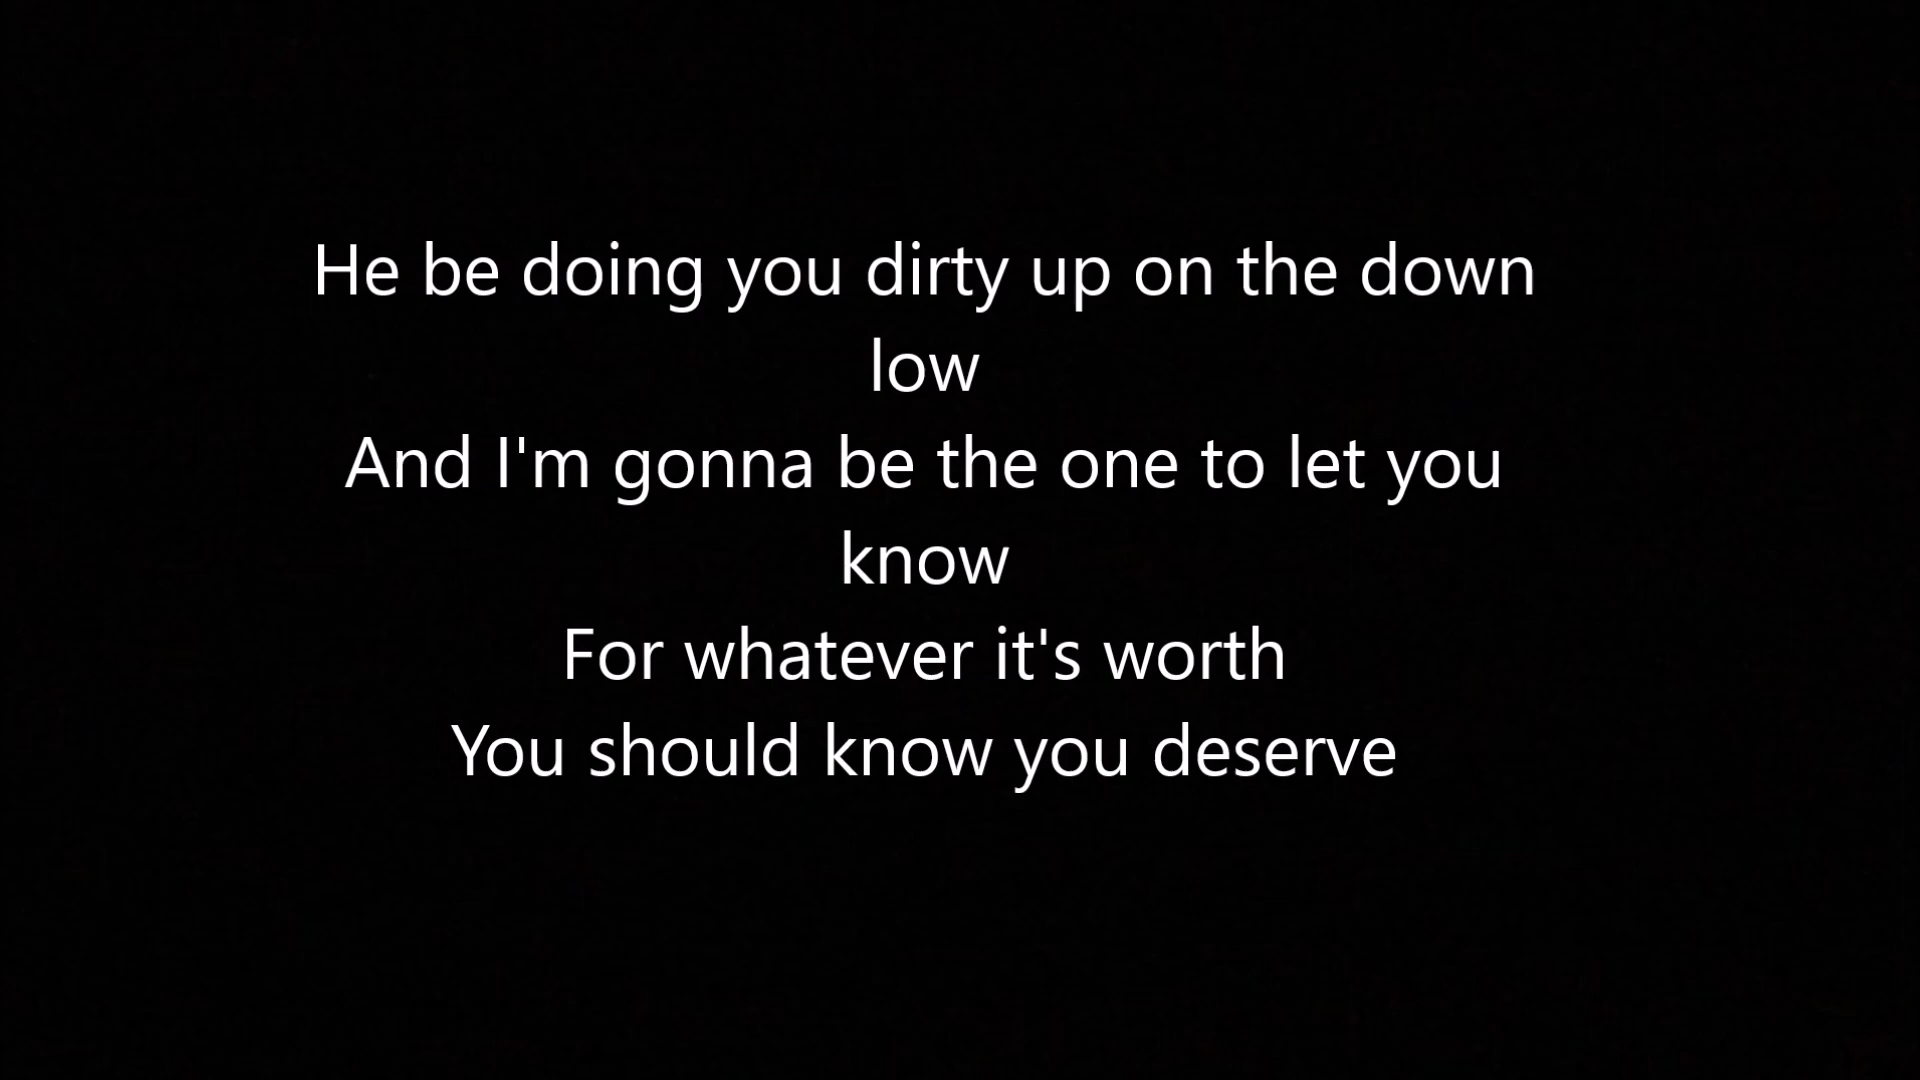 He be doing you dirty up on the down
low
And I'm gonna be the one to let you
know
For whatever it's worth
You should know you deserve